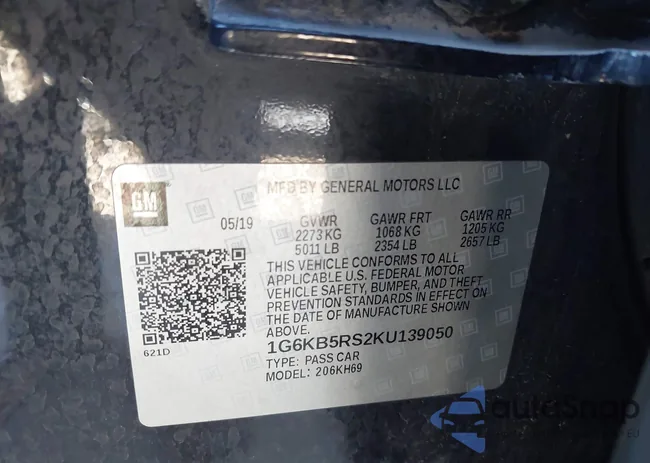 GM
MFD BY GENERAL MOTORS LLC
05/19 GVWR GAWR FRT GAWR RR
2273 KG 1068 KG 1205 KG
5011 LB 2354 LB 2657 LB
THIS VEHICLE CONFORMS TO ALL
APPLICABLE U.S. FEDERAL MOTOR
VEHICLE SAFETY, BUMPER, AND THEFT
PREVENTION STANDARDS IN EFFECT ON
THE DATE OF MANUFACTURE SHOWN
ABOVE.
621D
1G6KB5RS2KU139050
TYPE: PASS CAR
MODEL: 206KH69
autoSnap